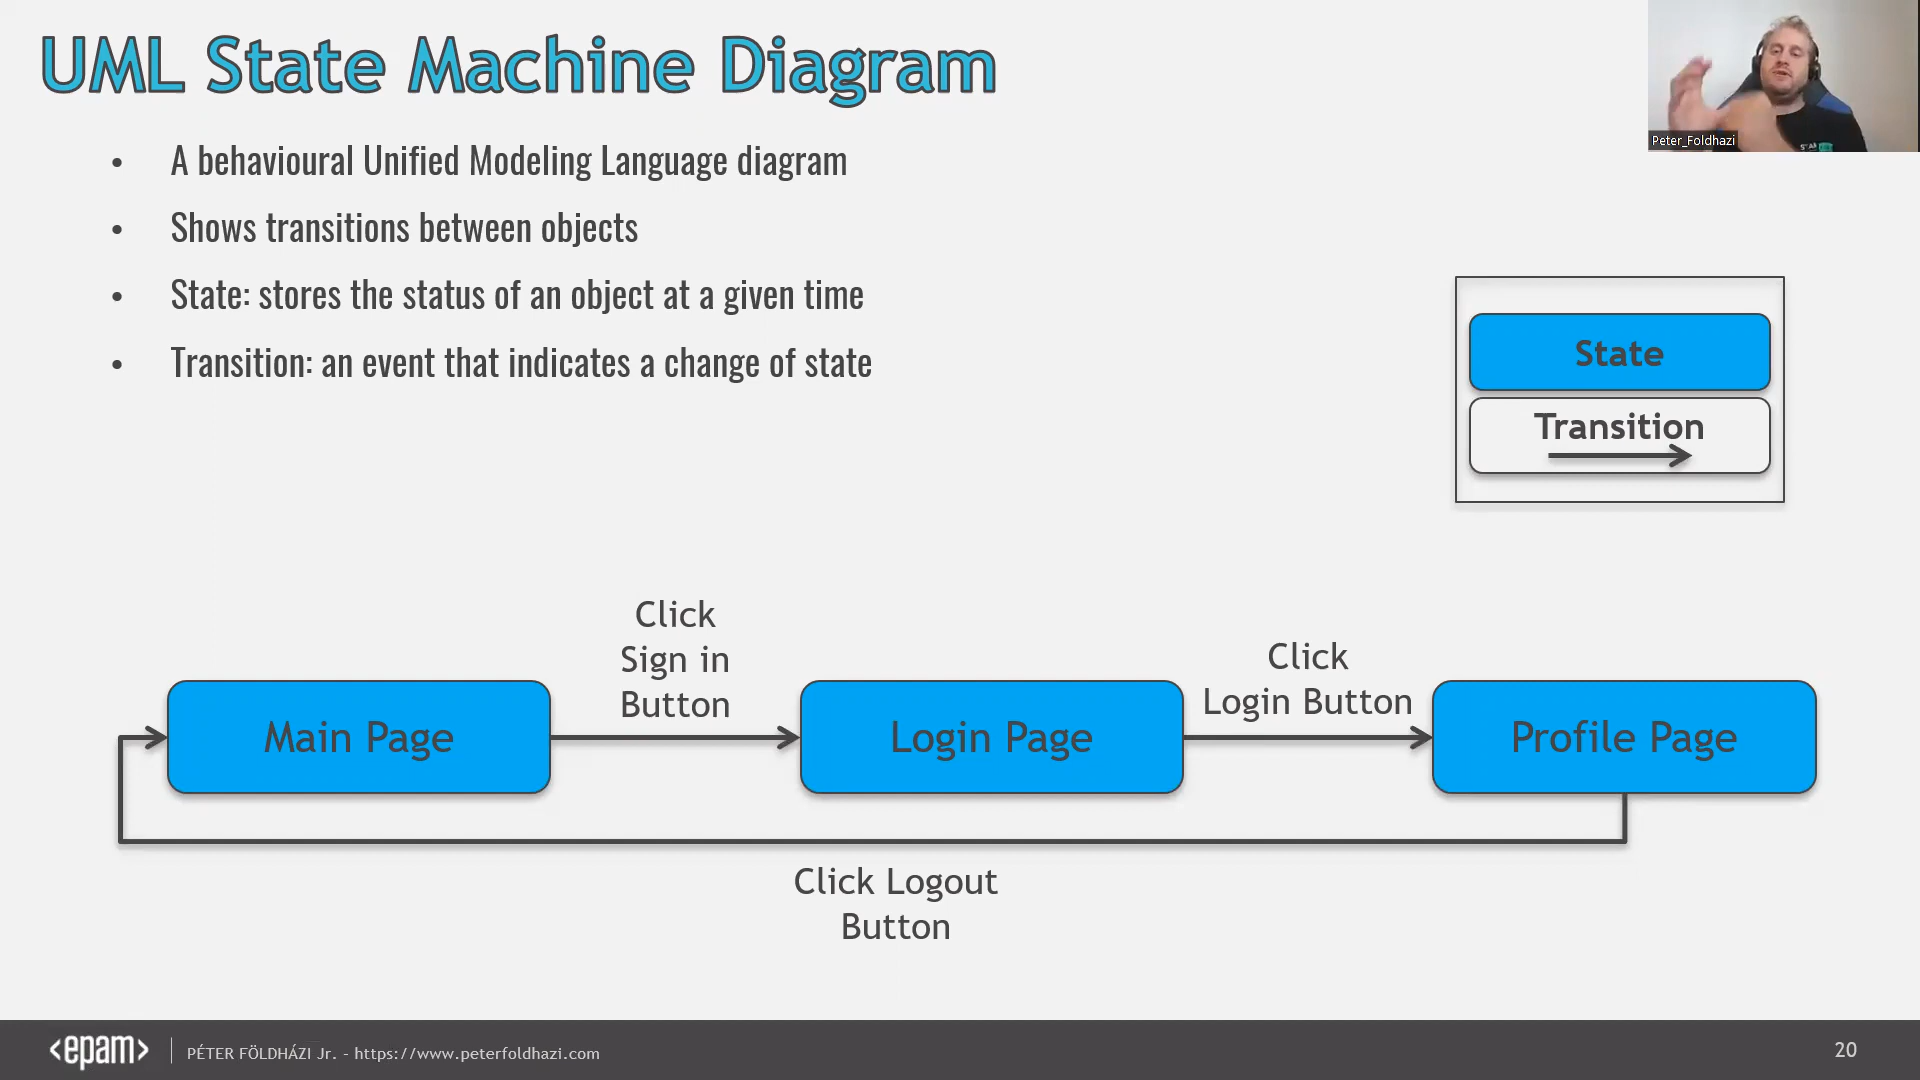 UML State Machine Diagram
Peter_Foldhazi
• A behavioural Unified Modeling Language diagram
• Shows transitions between objects
• State: stores the status of an object at a given time
• Transition: an event that indicates a change of state
State
Transition
Click
Sign in
Button
Click
Login Button
Main Page
Login Page
Profile Page
Click Logout
Button
<epam>
PÉTER FÖLDHÁZI Jr. - https://www.peterfoldhazi.com
20